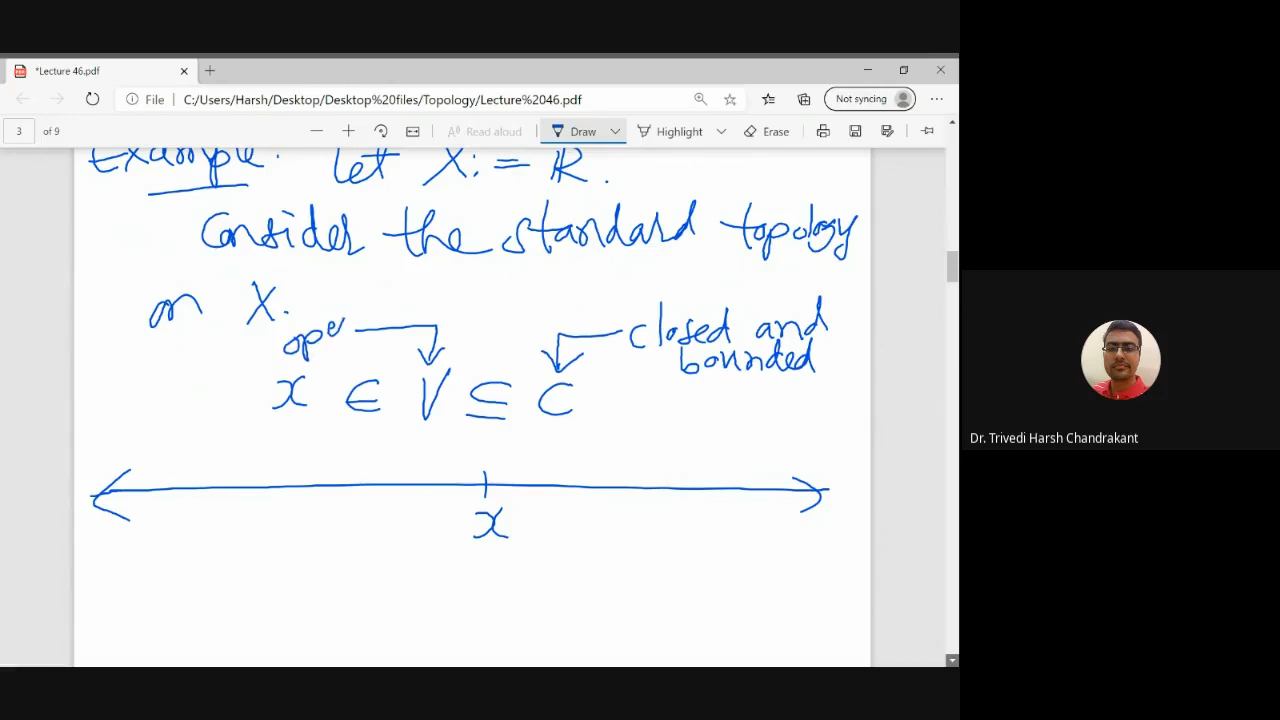 *Lecture 46.pdf
File C:/Users/Harsh/Desktop/Desktop%20files/Topology/Lecture%2046.pdf Not syncing
3 of 9 Read aloud Draw Highlight Erase
Example: Let X := ℝ.
Consider the standard topology
on X.
open closed and
bounded
x ∈ V ⊆ C
x
Dr. Trivedi Harsh Chandrakant